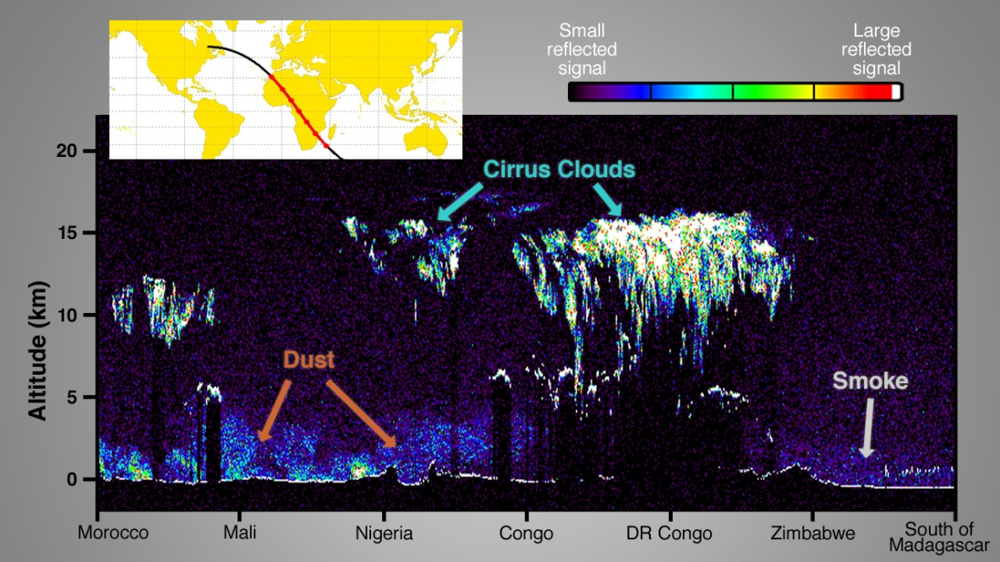 Small
reflected
signal
Large
reflected
signal
Cirrus Clouds
Dust
Smoke
Altitude (km)
20
15
10
5
0
Morocco
Mali
Nigeria
Congo
DR Congo
Zimbabwe
South of
Madagascar